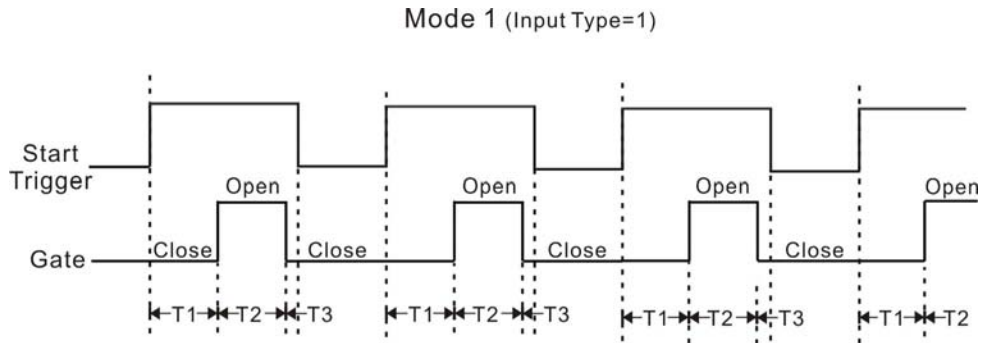 Mode 1 (Input Type=1)
Start
Trigger
Open Open Open Open
Gate Close Close Close Close
T1 T2 T3 T1 T2 T3 T1 T2 T3 T1 T2